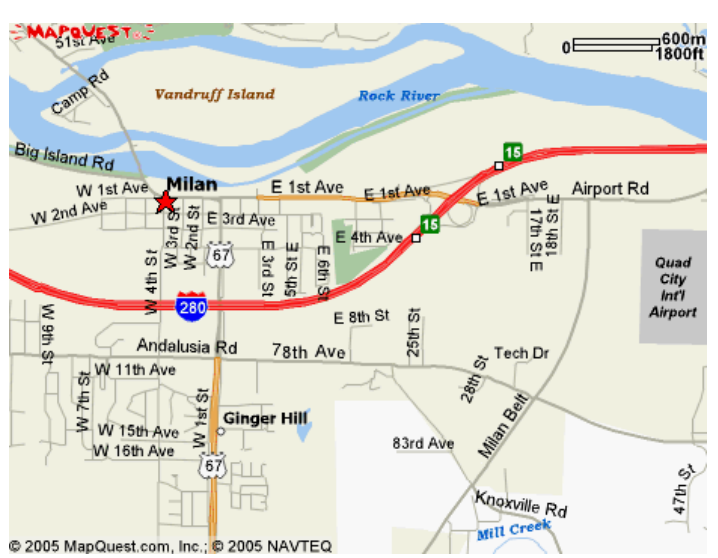 MAPQUEST
51st Ave
600m
0
1800ft
Camp Rd
Vandruff Island
Rock River
Big Island Rd
15
W 1st Ave
Milan
E 1st Ave
E 1st Ave
E 1st Ave
Airport Rd
W 2nd Ave
E 3rd Ave
15
E 4th Ave
W 3rd St
W 2nd St
17th St E
18th St E
67
W 4th St
E 3rd St
5th St E
E 6th St
Quad
City
Int'l
Airport
280
W 9th St
E 8th St
25th St
Andalusia Rd
78th Ave
Tech Dr
W 11th Ave
28th St
W 7th St
W 1st St
Ginger Hill
Milan Belt
W 15th Ave
83rd Ave
W 16th Ave
67
47th St
Knoxville Rd
Mill Creek
© 2005 MapQuest.com, Inc.; © 2005 NAVTEQ